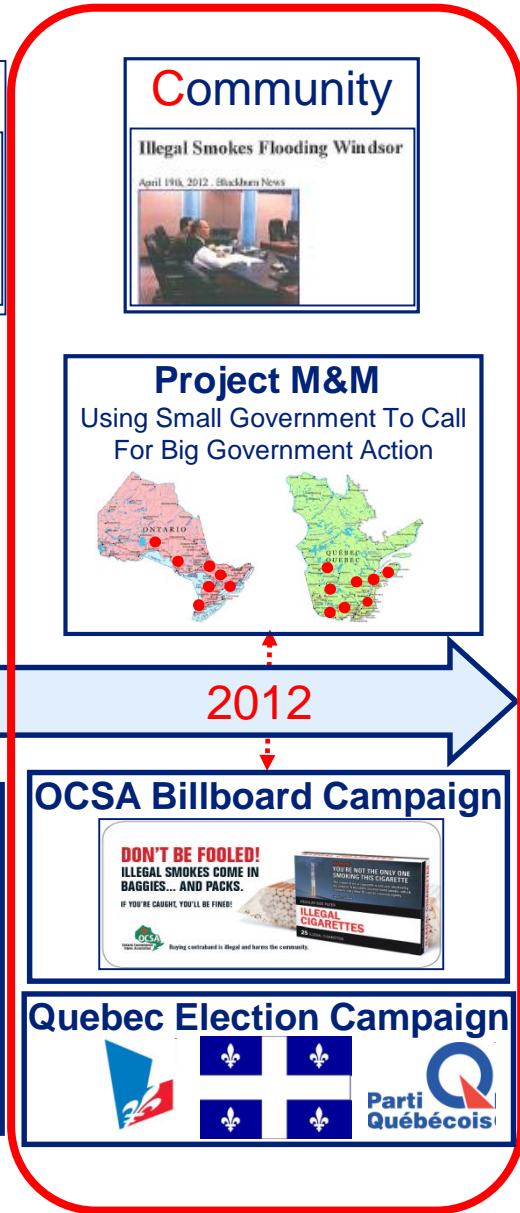 Community
Illegal Smokes Flooding Windsor
April 19th, 2012 . Blackburn News
Project M&M
Using Small Government To Call
For Big Government Action
ONTARIO
QUÉBEC
QUEBEC
2012
OCSA Billboard Campaign
DON'T BE FOOLED!
ILLEGAL SMOKES COME IN
BAGGIES... AND PACKS.
IF YOU'RE CAUGHT, YOU'LL BE FINED!
YOU'RE NOT THE ONLY ONE
SMOKING THIS CIGARETTE
ILLEGAL
CIGARETTES
25
OCSA
Buying contraband is illegal and harms the community.
Quebec Election Campaign
Parti
Québécois